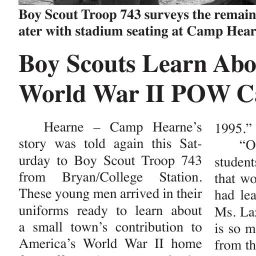 Boy Scout Troop 743 surveys the remain
ater with stadium seating at Camp Hear
Boy Scouts Learn Abo
World War II POW C
Hearne – Camp Hearne's
story was told again this Sat-
urday to Boy Scout Troop 743
from Bryan/College Station.
These young men arrived in their
uniforms ready to learn about
a small town's contribution to
America's World War II home
1995."
"O
students
that wo
had lea
Ms. La
is so m
from th